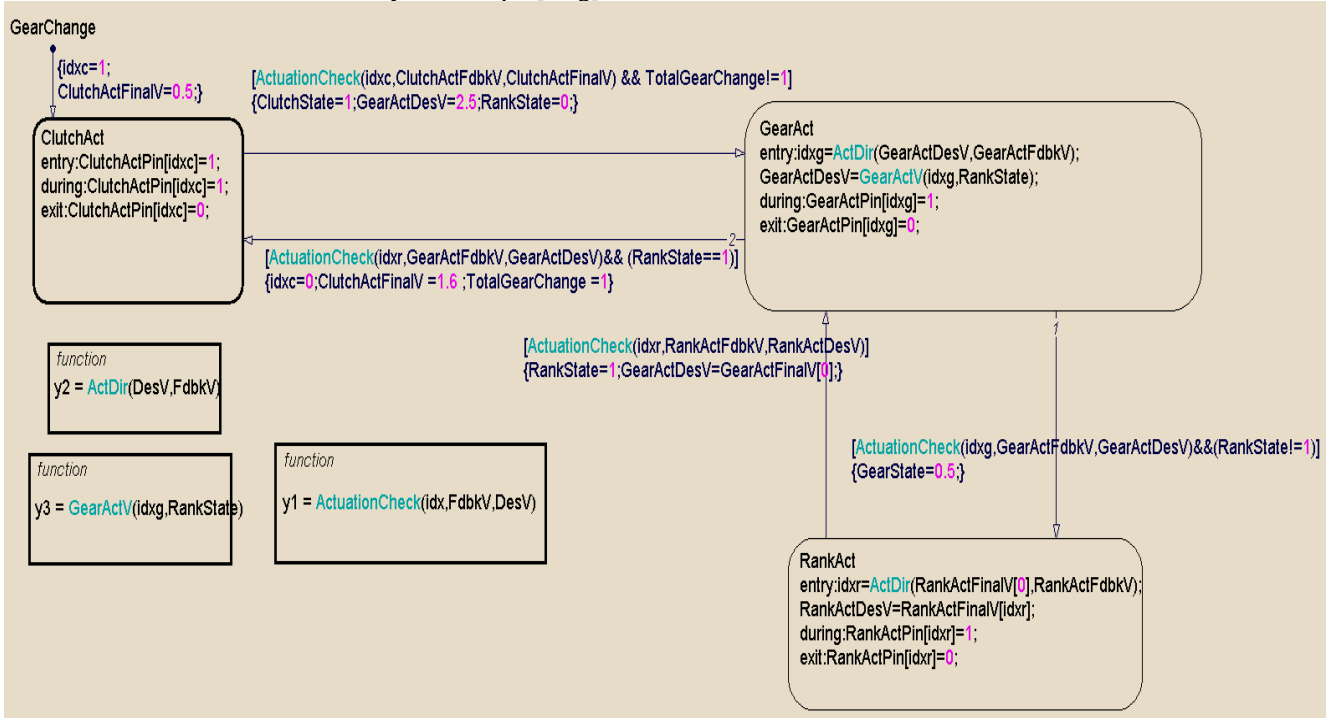 GearChange
{idxc=1;
ClutchActFinalV=0.5;}
[ActuationCheck(idxc,ClutchActFdbkV,ClutchActFinalV) && TotalGearChange!=1]
{ClutchState=1;GearActDesV=2.5;RankState=0;}
ClutchAct
entry:ClutchActPin[idxc]=1;
during:ClutchActPin[idxc]=1;
exit:ClutchActPin[idxc]=0;
GearAct
entry:idxg=ActDir(GearActDesV,GearActFdbkV);
GearActDesV=GearActV(idxg,RankState);
during:GearActPin[idxg]=1;
exit:GearActPin[idxg]=0;
2
[ActuationCheck(idxr,GearActFdbkV,GearActDesV)&& (RankState==1)]
{idxc=0;ClutchActFinalV =1.6 ;TotalGearChange =1}
1
[ActuationCheck(idxr,RankActFdbkV,RankActDesV)]
{RankState=1;GearActDesV=GearActFinalV[0];}
function
y2 = ActDir(DesV,FdbkV)
[ActuationCheck(idxg,GearActFdbkV,GearActDesV)&&(RankState!=1)]
{GearState=0.5;}
function
y3 = GearActV(idxg,RankState)
function
y1 = ActuationCheck(idx,FdbkV,DesV)
RankAct
entry:idxr=ActDir(RankActFinalV[0],RankActFdbkV);
RankActDesV=RankActFinalV[idxr];
during:RankActPin[idxr]=1;
exit:RankActPin[idxr]=0;